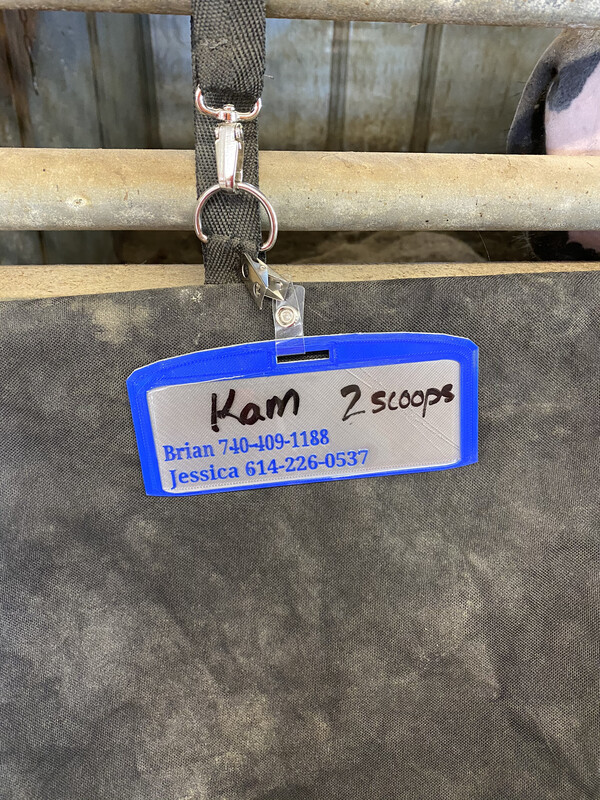 Kam 2 scoops
Brian 740-409-1188
Jessica 614-226-0537